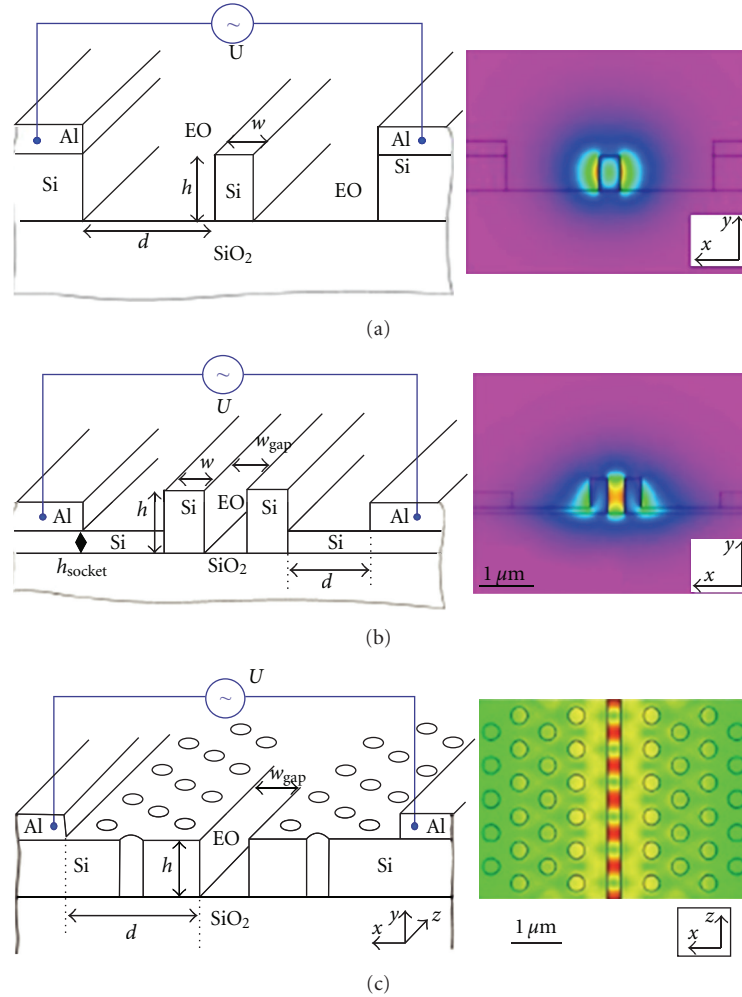 ~
U
Al
EO
w
Al
Si
h
Si
EO
Si
d
SiO2
y
x
(a)
~
U
wgap
w
h
Si
EO
Si
Al
Si
Si
Al
hsocket
SiO2
d
1 μm
y
x
(b)
U
~
wgap
Al
EO
Al
Si
h
Si
d
SiO2
y
z
x
1 μm
z
x
(c)